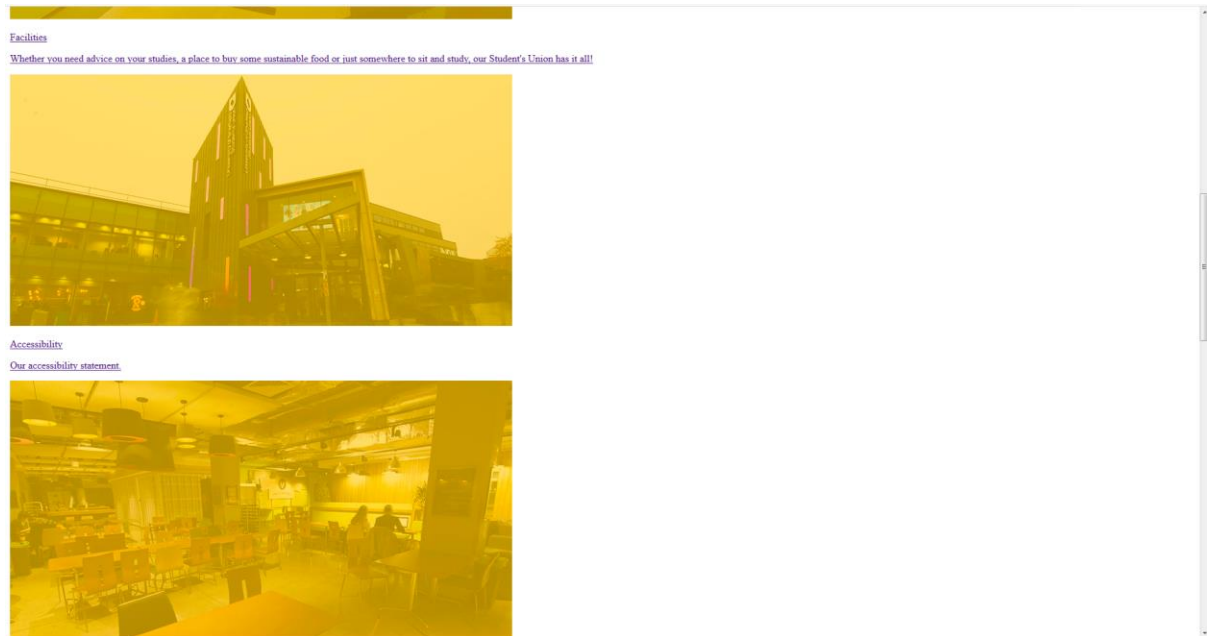 Facilities
Whether you need advice on your studies, a place to buy some sustainable food or just somewhere to sit and study, our Student's Union has it all!
Accessibility
Our accessibility statement.